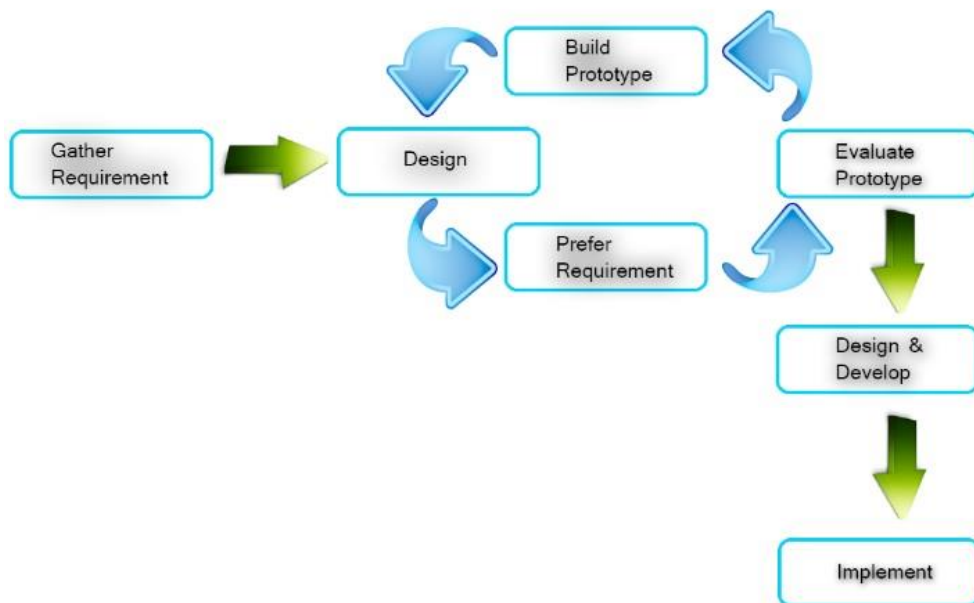 Build
Prototype
Gather
Requirement
Design
Evaluate
Prototype
Prefer
Requirement
Design & 
Develop
Implement